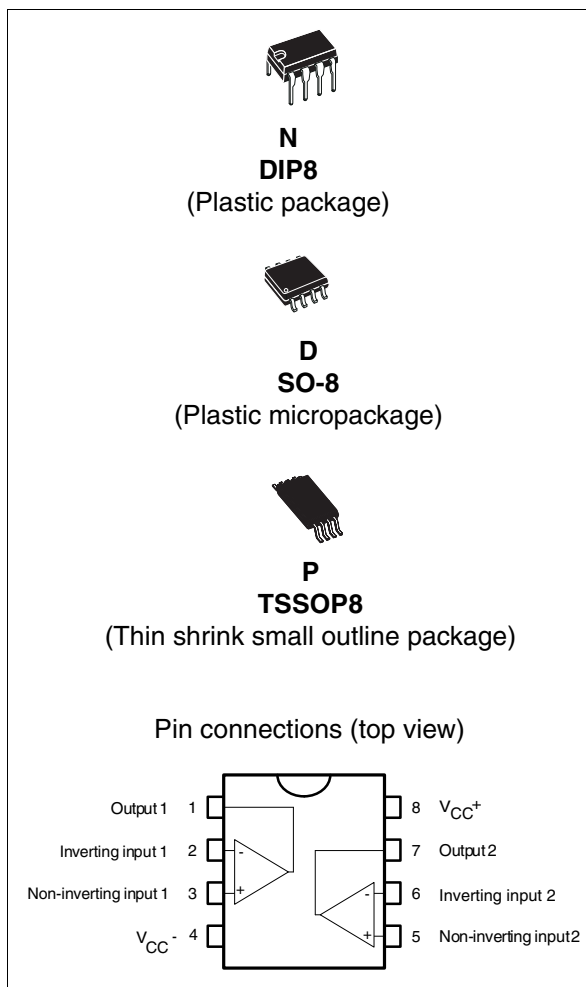 N
DIP8
(Plastic package)
D
SO-8
(Plastic micropackage)
P
TSSOP8
(Thin shrink small outline package)
Pin connections (top view)
Output 1 1
8 VCC+
Inverting input 1 2
-
7 Output 2
Non-inverting input 1 3
+
-
6 Inverting input 2
VCC- 4
+
5 Non-inverting input 2